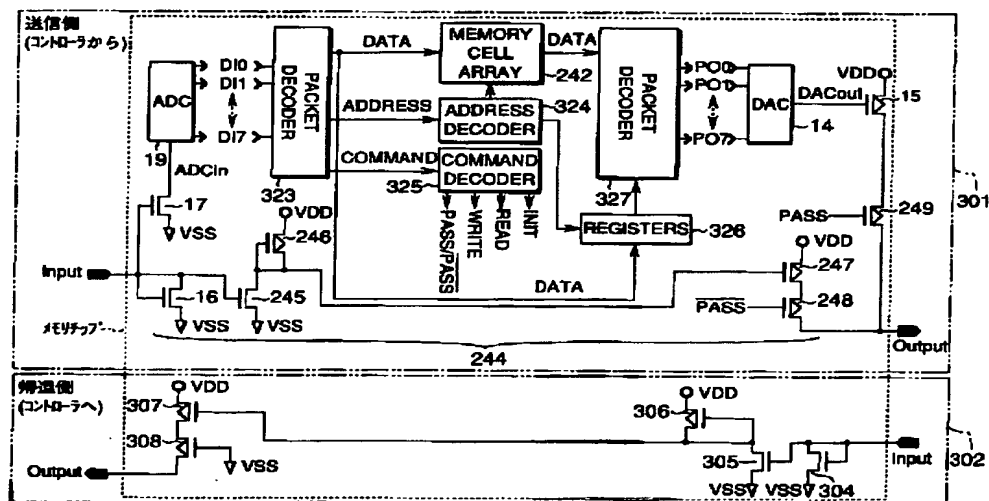 送信側
(コントローラから)
ADC
19
DI0
DI1
DI7
PACKET DECODER
323
DATA
MEMORY
CELL
ARRAY
242
DATA
ADDRESS
ADDRESS
DECODER
324
COMMAND
COMMAND
DECODER
325
PASS/PASS
WRITE
READ
INIT
PACKET DECODER
327
REGISTERS
326
DATA
PO0
PO1
PO7
DAC
14
DACout
VDD
15
301
PASS
249
ADCin
17
VSS
VDD
246
Input
16
VSS
245
VSS
VDD
247
PASS
248
Output
メモリチップ
244
帰還側
(コントローラへ)
VDD
307
308
VSS
Output
VDD
306
305
VSS
VSS
304
Input
302